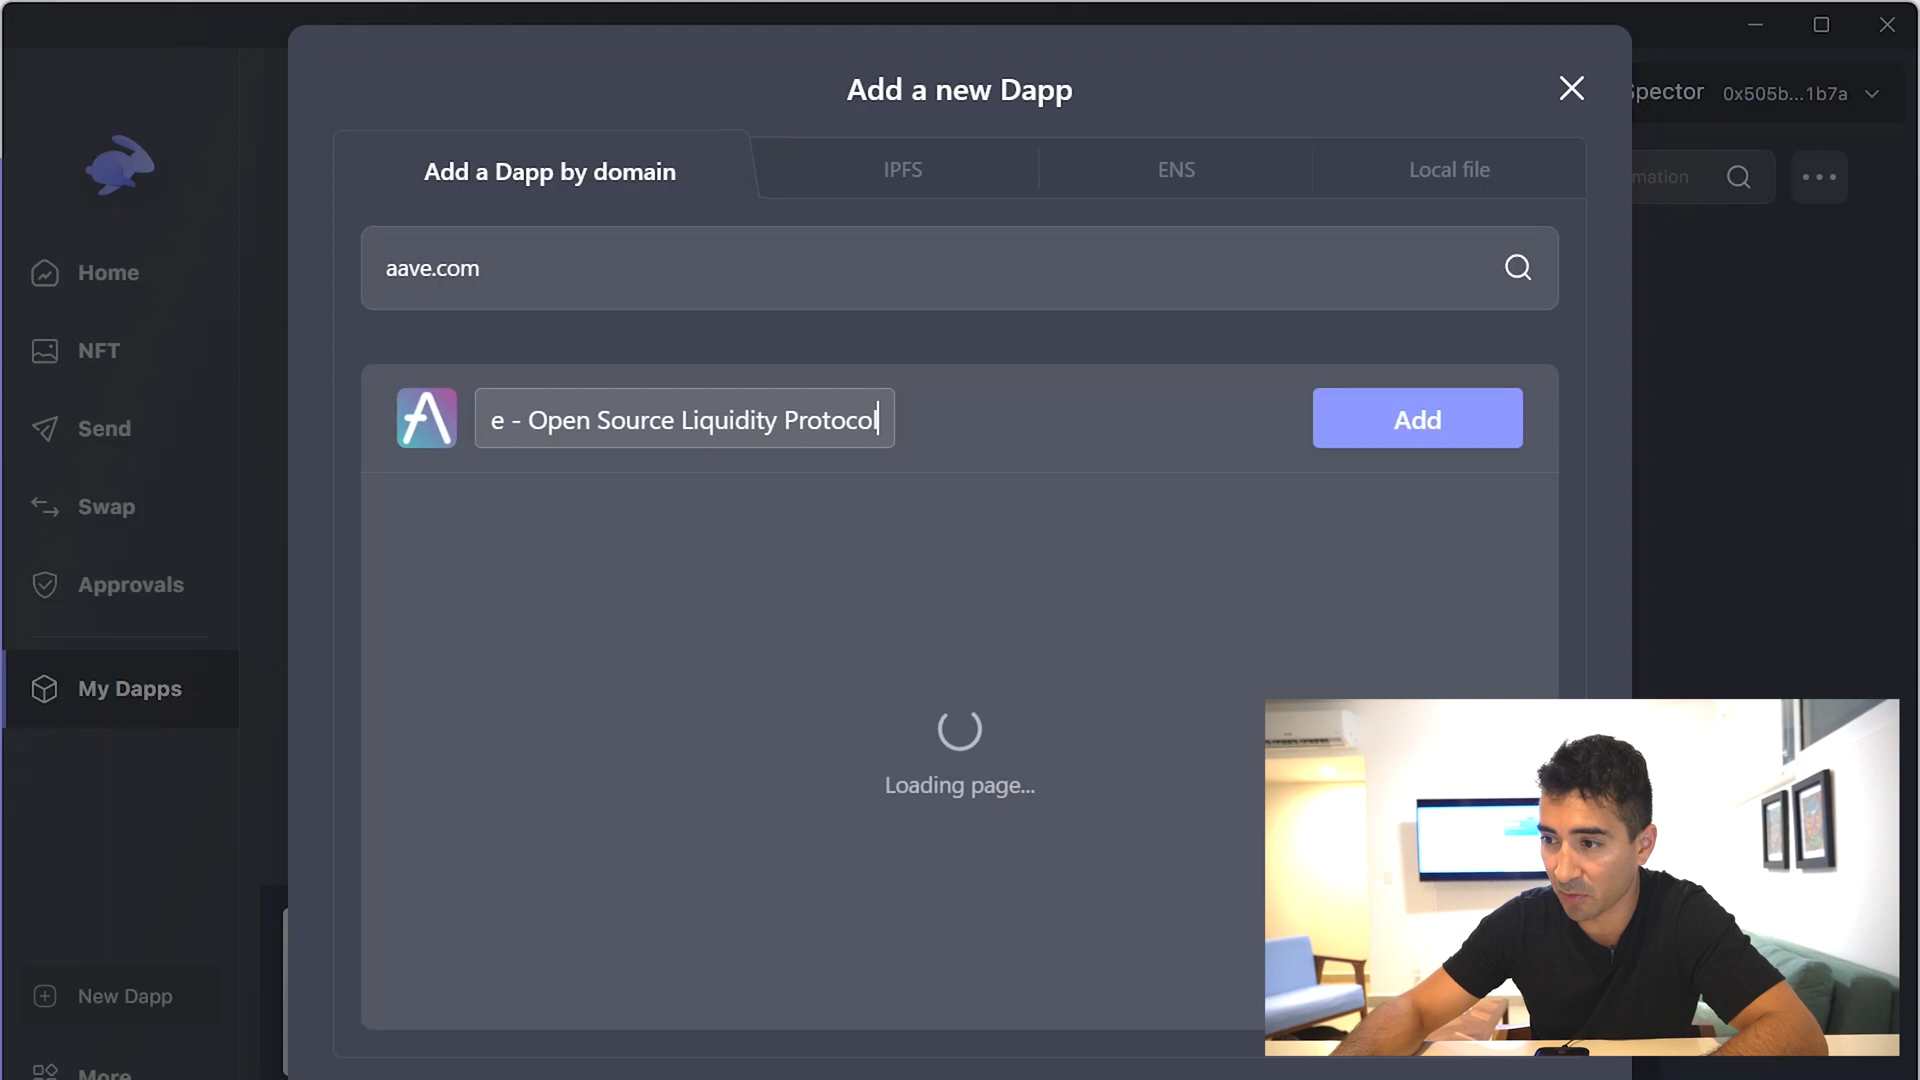 Add a new Dapp
Spector 0x505b...1b7a
Add a Dapp by domain
IPFS
ENS
Local file
mation
aave.com
e - Open Source Liquidity Protocol
Add
Loading page...
Home
NFT
Send
Swap
Approvals
My Dapps
New Dapp
More